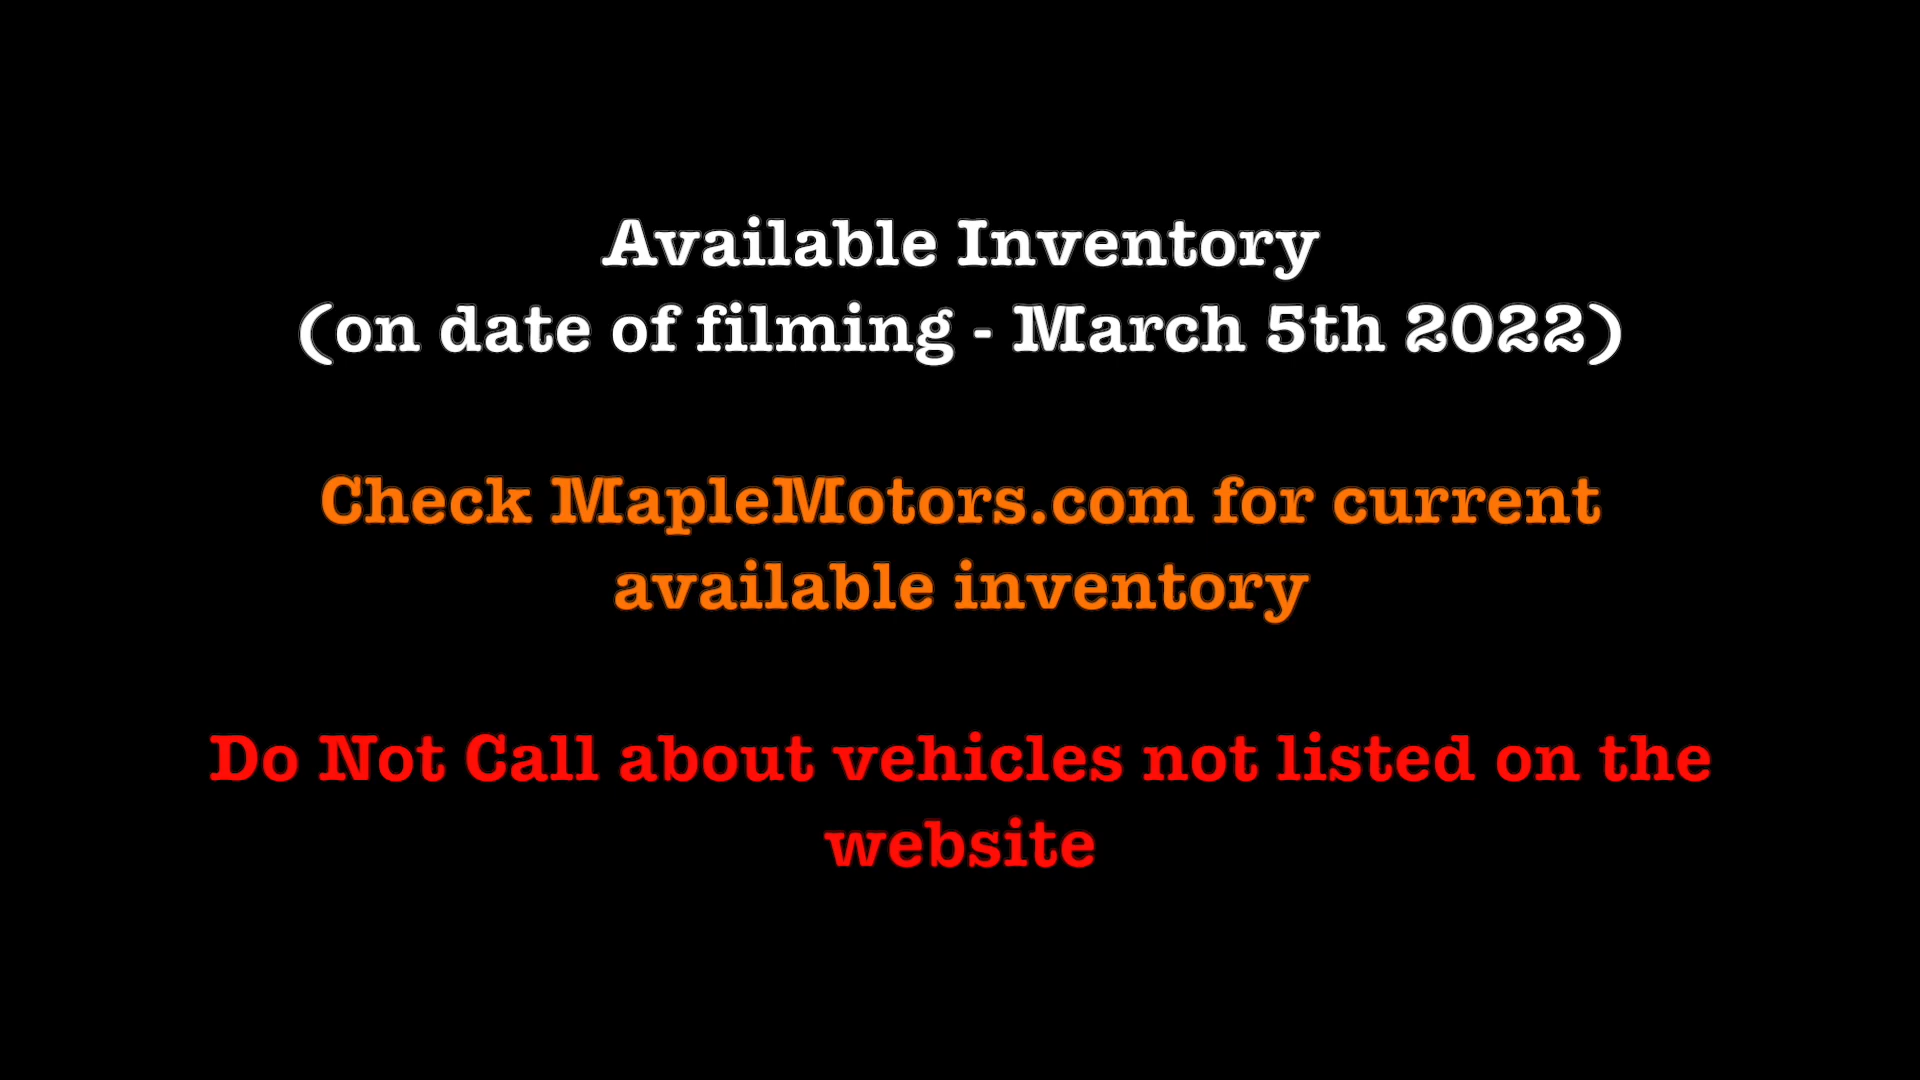 Available Inventory
(on date of filming - March 5th 2022)
Check MapleMotors.com for current
available inventory
Do Not Call about vehicles not listed on the
website